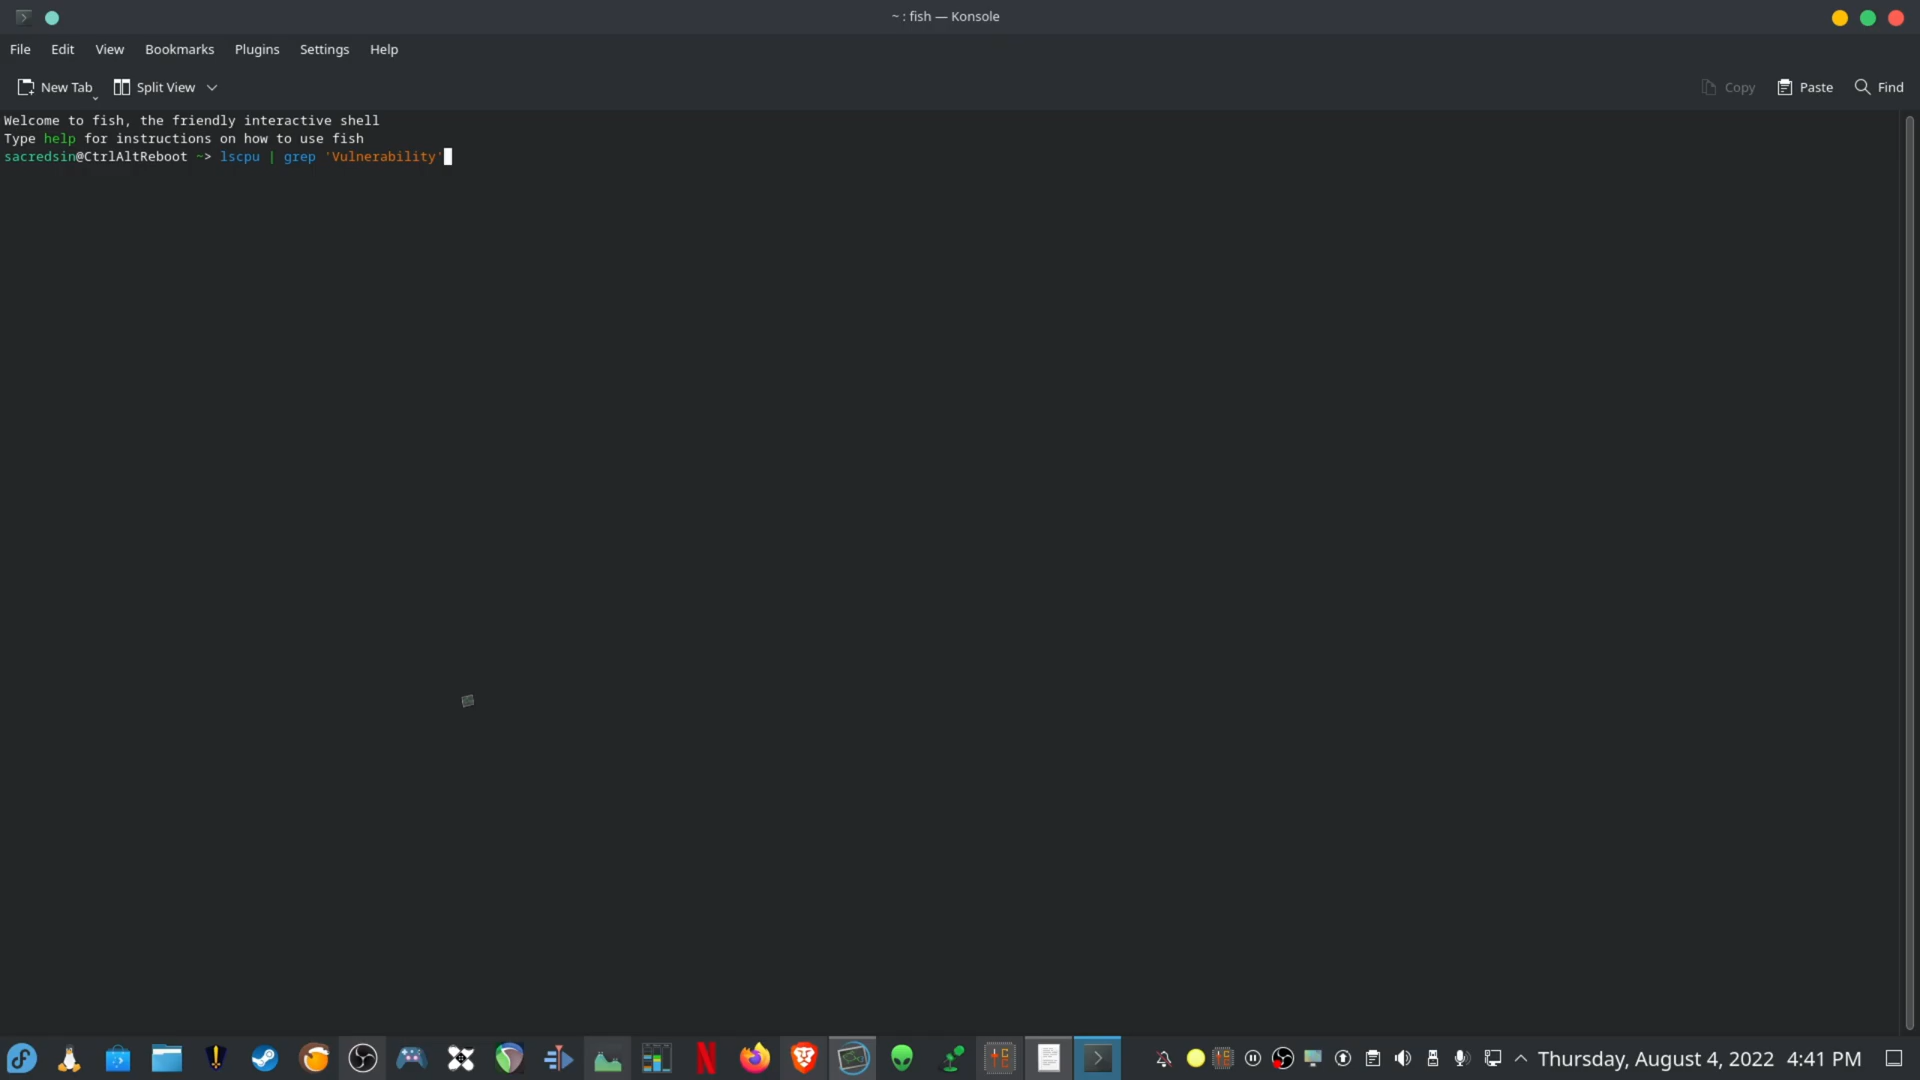 ~ : fish — Konsole
File Edit View Bookmarks Plugins Settings Help
New Tab Split View Copy Paste Find
Welcome to fish, the friendly interactive shell
Type help for instructions on how to use fish
sacredsin@CtrlAltReboot ~> lscpu | grep 'Vulnerability'
Thursday, August 4, 2022 4:41 PM